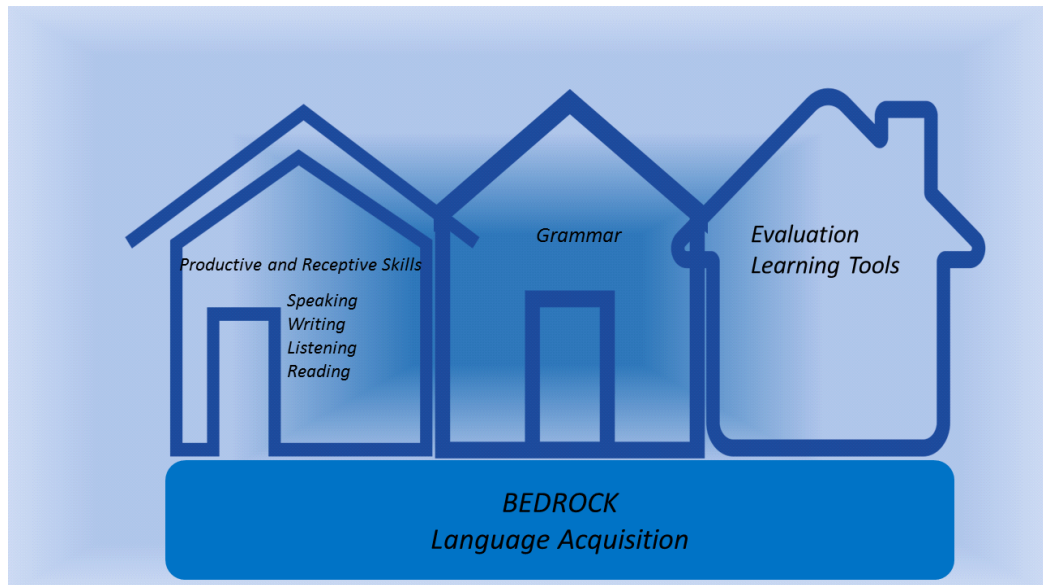 Productive and Receptive Skills
Speaking
Writing
Listening
Reading
Grammar
Evaluation
Learning Tools
BEDROCK
Language Acquisition